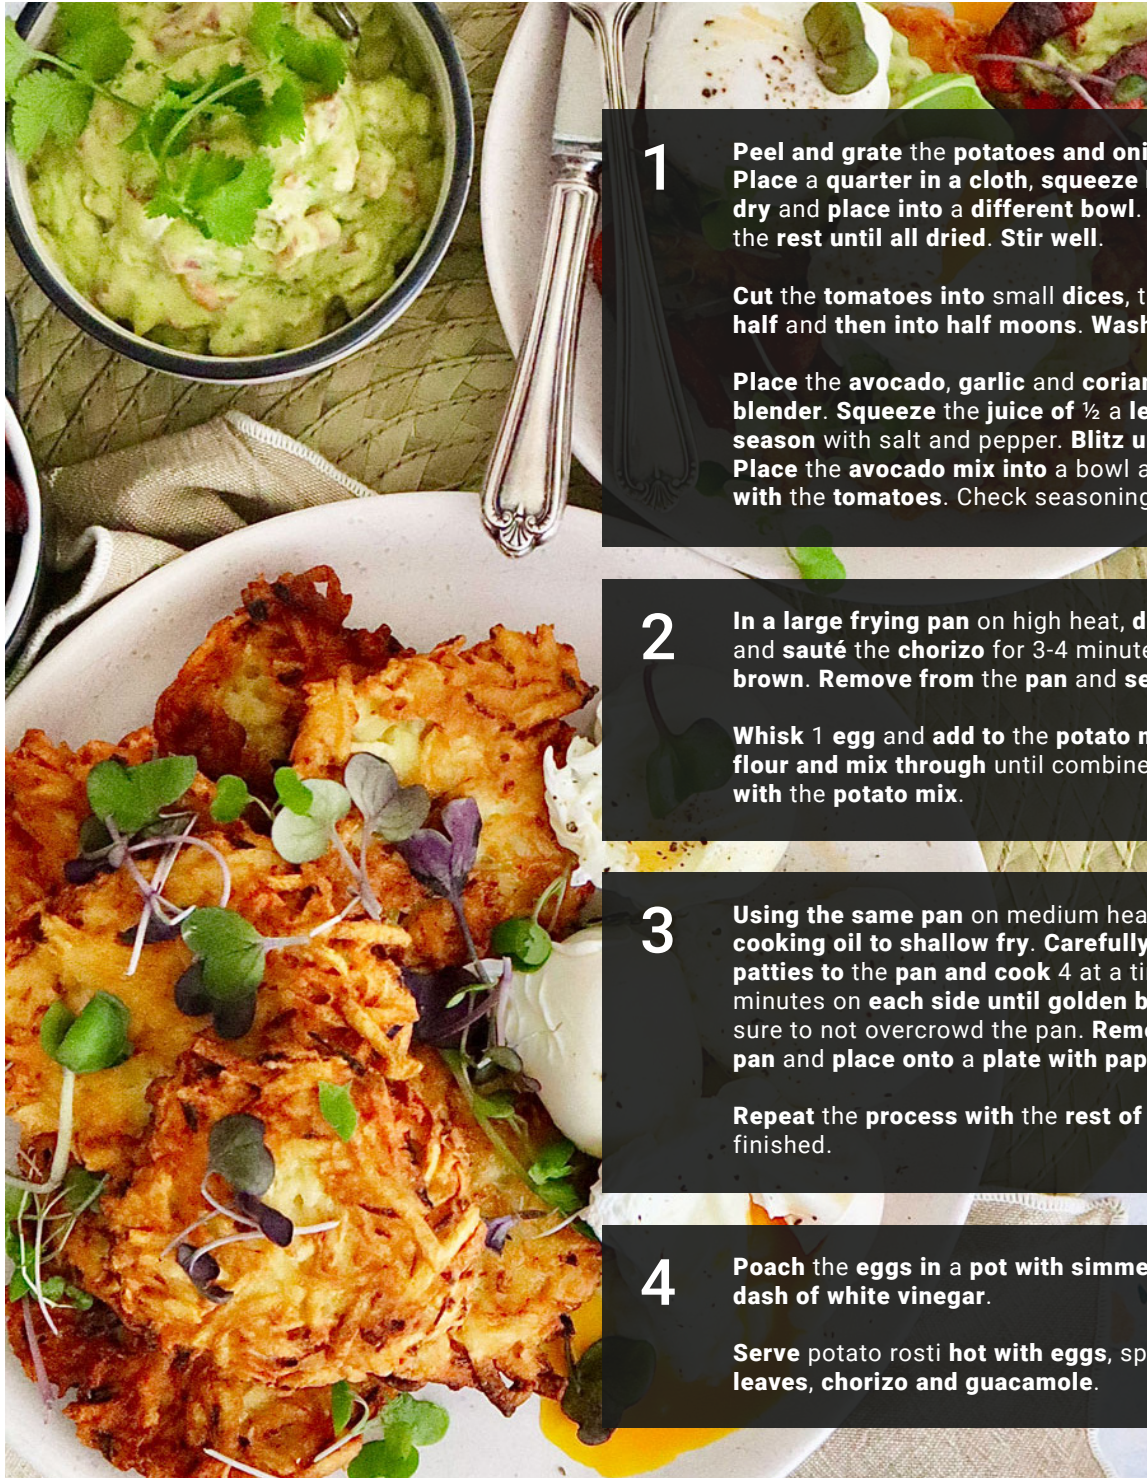 1
Peel and grate the potatoes and
Place a quarter in a cloth, squeeze
dry and place into a different bowl.
the rest until all dried. Stir well.
Cut the tomatoes into small dices,
half and then into half moons.
Place the avocado, garlic and
blender. Squeeze the juice of ½ a
season with salt and pepper. Blitz
Place the avocado mix into a bowl
with the tomatoes. Check
2
In a large frying pan on high heat,
and sauté the chorizo for 3-4
brown. Remove from the pan and
Whisk 1 egg and add to the potato
flour and mix through until
with the potato mix.
3
Using the same pan on medium
cooking oil to shallow fry. Carefully
patties to the pan and cook 4 at a
minutes on each side until golden
sure to not overcrowd the pan.
pan and place onto a plate with
Repeat the process with the rest of
finished.
4
Poach the eggs in a pot with
dash of white vinegar.
Serve potato rosti hot with eggs,
leaves, chorizo and guacamole.